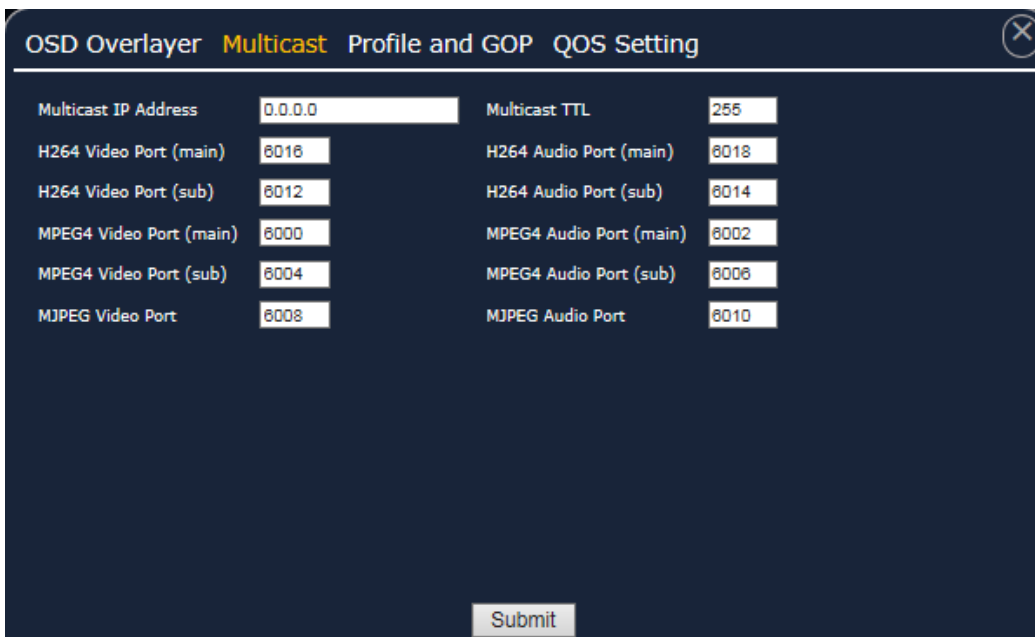 OSD Overlayer Multicast Profile and GOP QOS Setting
Multicast IP Address 0.0.0.0 Multicast TTL 255
H264 Video Port (main) 6016 H264 Audio Port (main) 6018
H264 Video Port (sub) 6012 H264 Audio Port (sub) 6014
MPEG4 Video Port (main) 6000 MPEG4 Audio Port (main) 6002
MPEG4 Video Port (sub) 6004 MPEG4 Audio Port (sub) 6006
MJPEG Video Port 6008 MJPEG Audio Port 6010
Submit